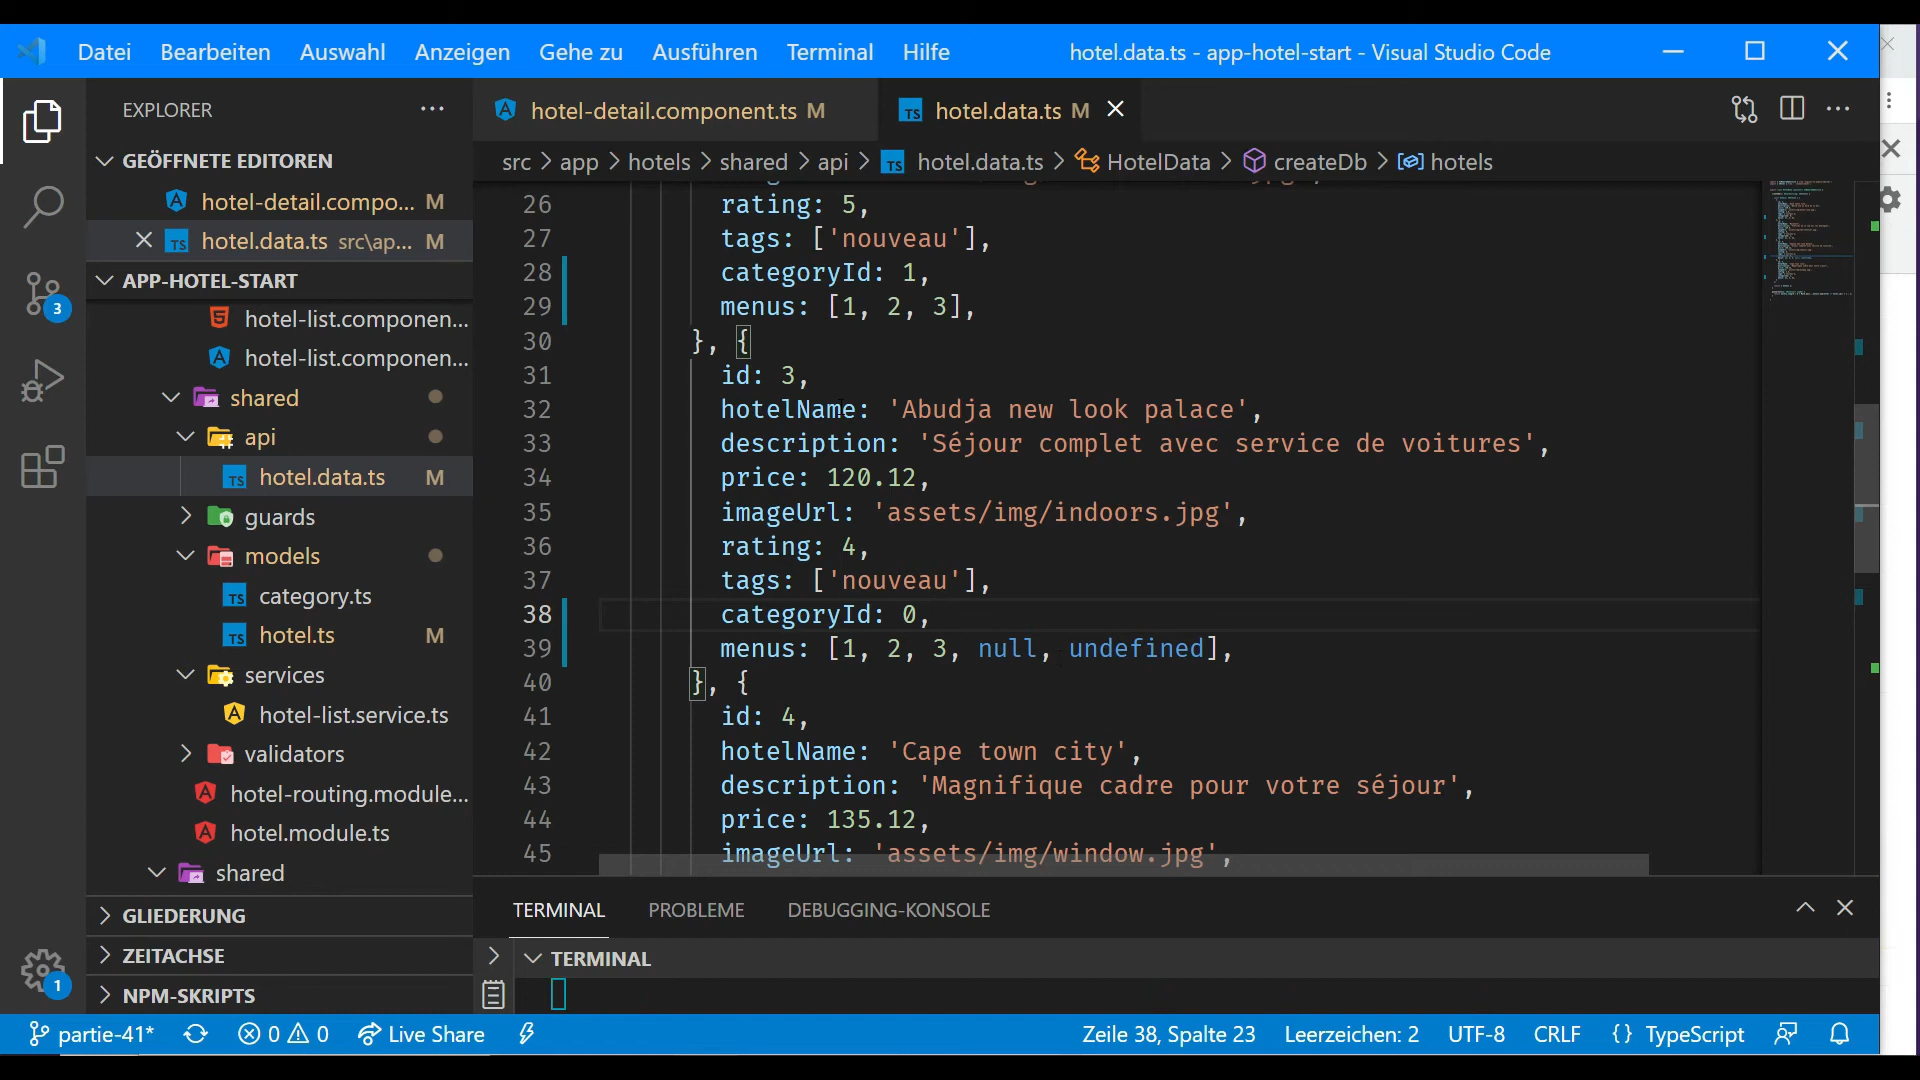 Datei Bearbeiten Auswahl Anzeigen Gehe zu Ausführen Terminal Hilfe hotel.data.ts - app-hotel-start - Visual Studio Code
EXPLORER
GEÖFFNETE EDITOREN
hotel-detail.compo... M
hotel.data.ts src\ap... M
APP-HOTEL-START
hotel-list.componen...
hotel-list.componen...
shared
api
hotel.data.ts M
guards
models
category.ts
hotel.ts M
services
hotel-list.service.ts
validators
hotel-routing.module...
hotel.module.ts
shared
GLIEDERUNG
ZEITACHSE
NPM-SKRIPTS
3
1
hotel-detail.component.ts M hotel.data.ts M
src > app > hotels > shared > api > TS hotel.data.ts > HotelData > createDb > hotels
26 rating: 5,
27 tags: ['nouveau'],
28 categoryId: 1,
29 menus: [1, 2, 3],
30 }, {
31 id: 3,
32 hotelName: 'Abudja new look palace',
33 description: 'Séjour complet avec service de voitures',
34 price: 120.12,
35 imageUrl: 'assets/img/indoors.jpg',
36 rating: 4,
37 tags: ['nouveau'],
38 categoryId: 0,
39 menus: [1, 2, 3, null, undefined],
40 }, {
41 id: 4,
42 hotelName: 'Cape town city',
43 description: 'Magnifique cadre pour votre séjour',
44 price: 135.12,
45 imageUrl: 'assets/img/window.jpg',
TERMINAL PROBLEME DEBUGGING-KONSOLE
TERMINAL
partie-41* 0 0 Live Share Zeile 38, Spalte 23 Leerzeichen: 2 UTF-8 CRLF {} TypeScript